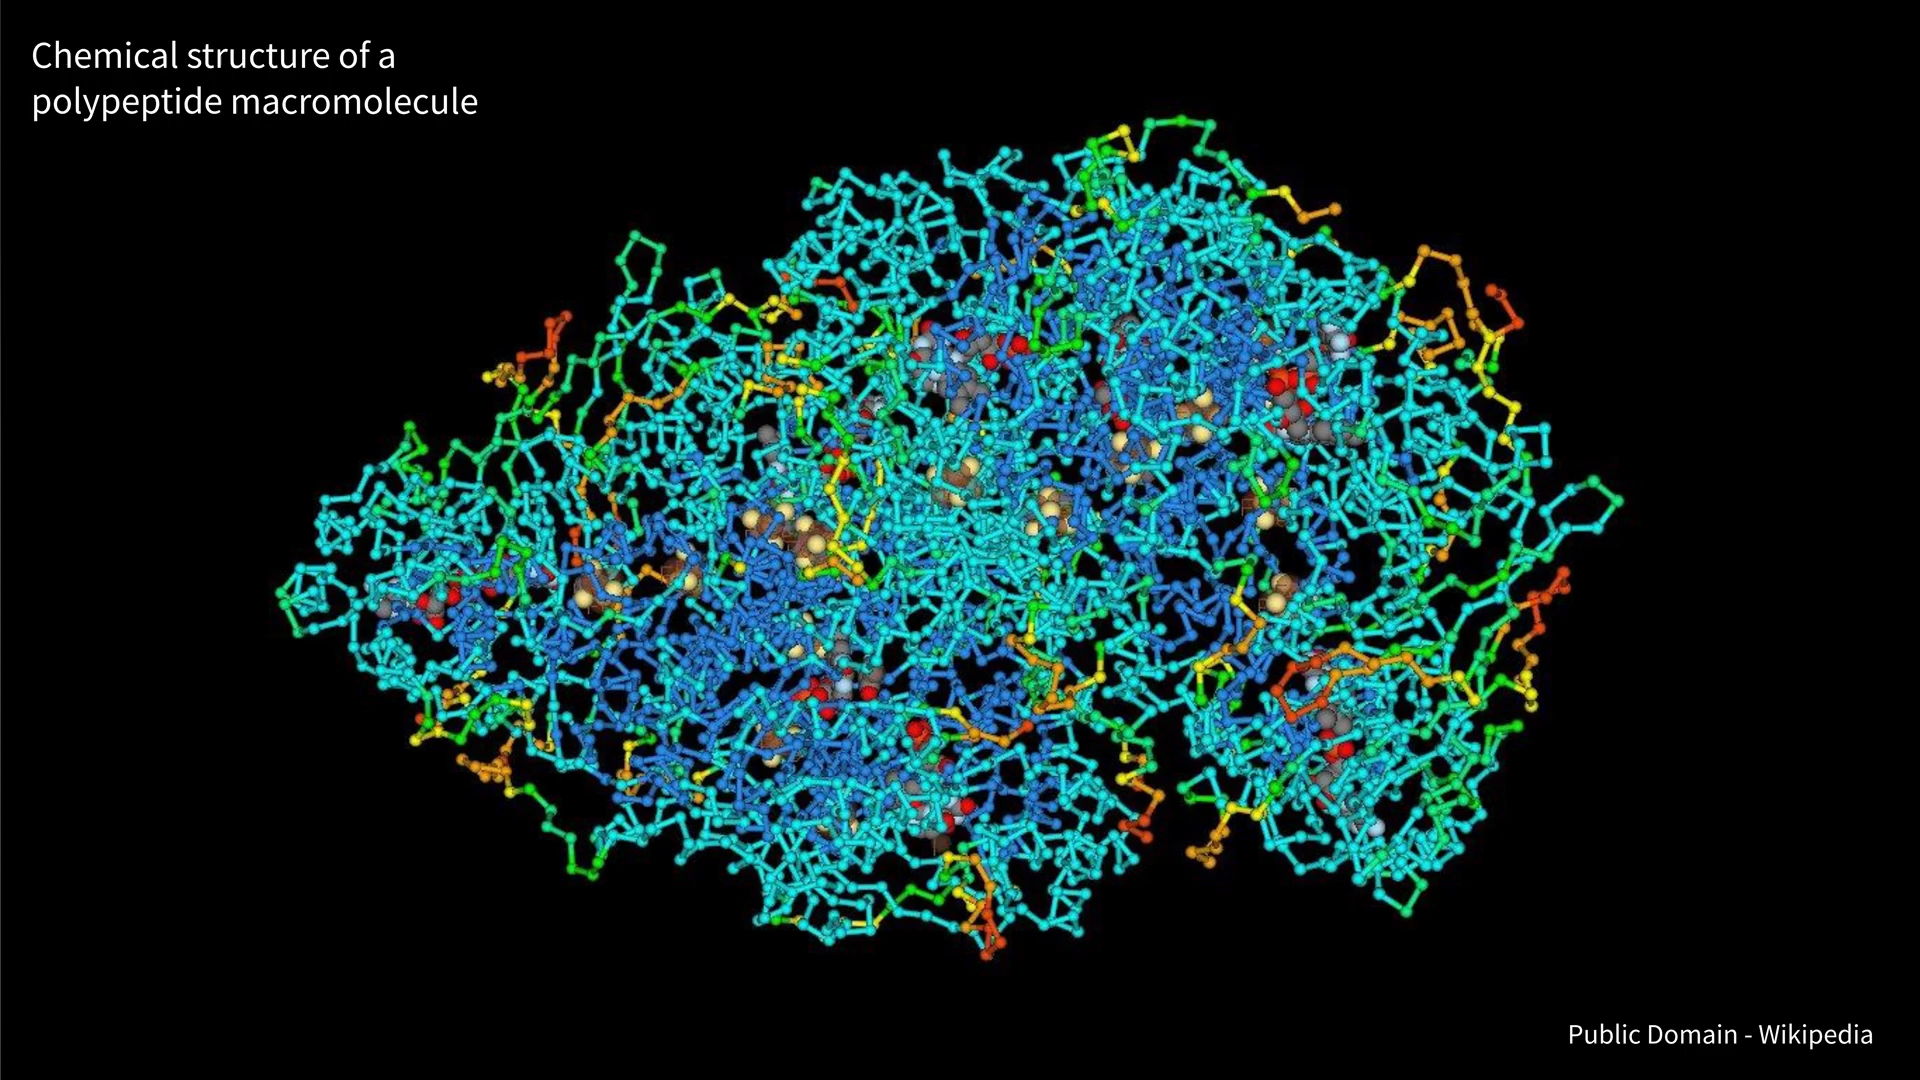 Chemical structure of a
polypeptide macromolecule
Public Domain - Wikipedia